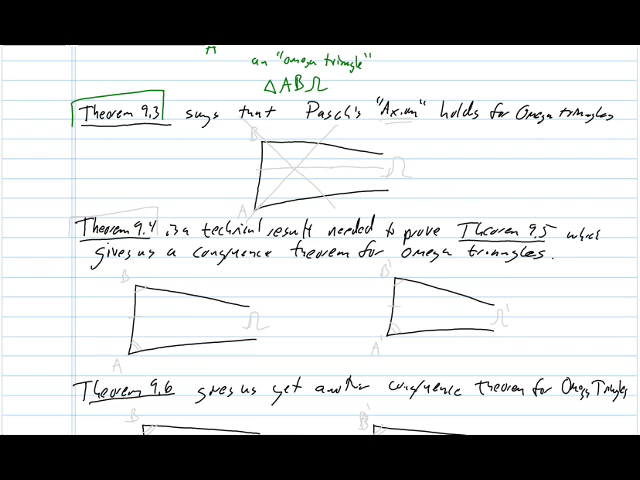 A
an "omega triangle"
△ABΩ
Theorem 9.3 says that Pasch's "Axiom" holds for Omega triangles
B
Ω
A
Theorem 9.4 is a technical result needed to prove Theorem 9.5 which
gives us a congruence theorem for omega triangles.
B B'
Ω Ω'
A A'
Theorem 9.6 gives us yet another congruence theorem for Omega Triangles
B B'